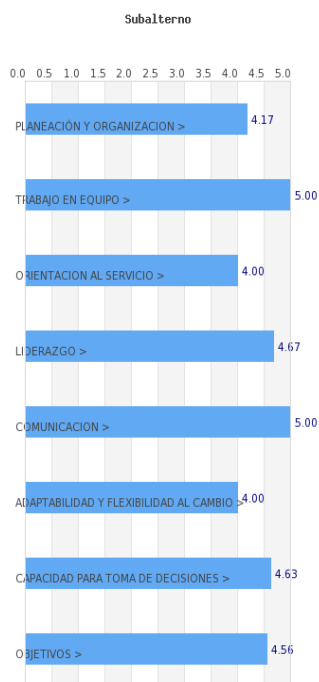 Subalterno
0.0 0.5 1.0 1.5 2.0 2.5 3.0 3.5 4.0 4.5 5.0
PLANEACIÓN Y ORGANIZACION > 4.17
TRABAJO EN EQUIPO > 5.00
ORIENTACION AL SERVICIO > 4.00
LIDERAZGO > 4.67
COMUNICACION > 5.00
ADAPTABILIDAD Y FLEXIBILIDAD AL CAMBIO > 4.00
CAPACIDAD PARA TOMA DE DECISIONES > 4.63
OBJETIVOS > 4.56